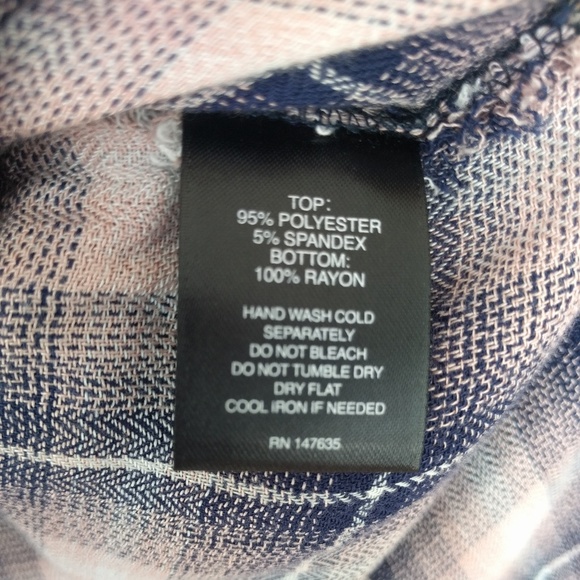 TOP:
95% POLYESTER
5% SPANDEX
BOTTOM:
100% RAYON
HAND WASH COLD
SEPARATELY
DO NOT BLEACH
DO NOT TUMBLE DRY
DRY FLAT
COOL IRON IF NEEDED
RN 147635